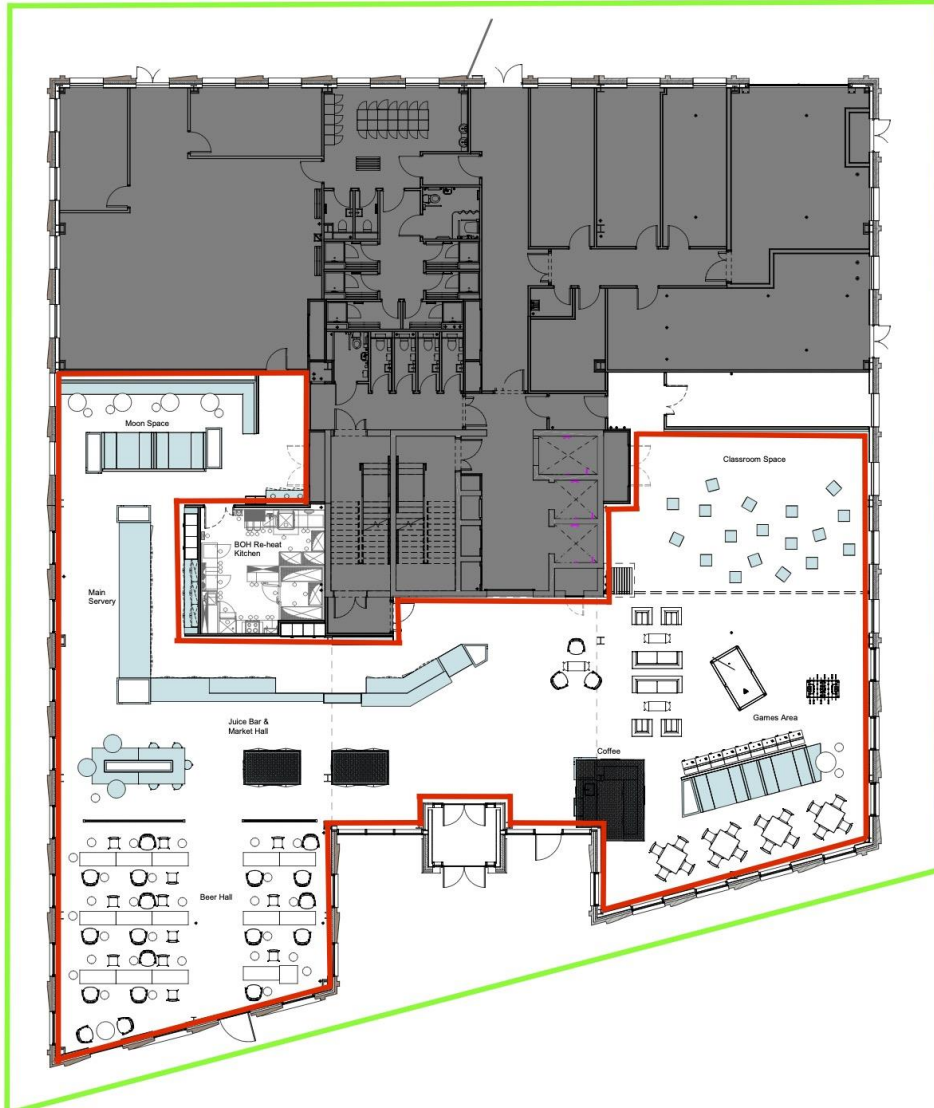 Moon Space
Classroom Space
BOH Re-heat
Kitchen
Main
Servery
Juice Bar &
Market Hall
Games Area
Coffee
Beer Hall